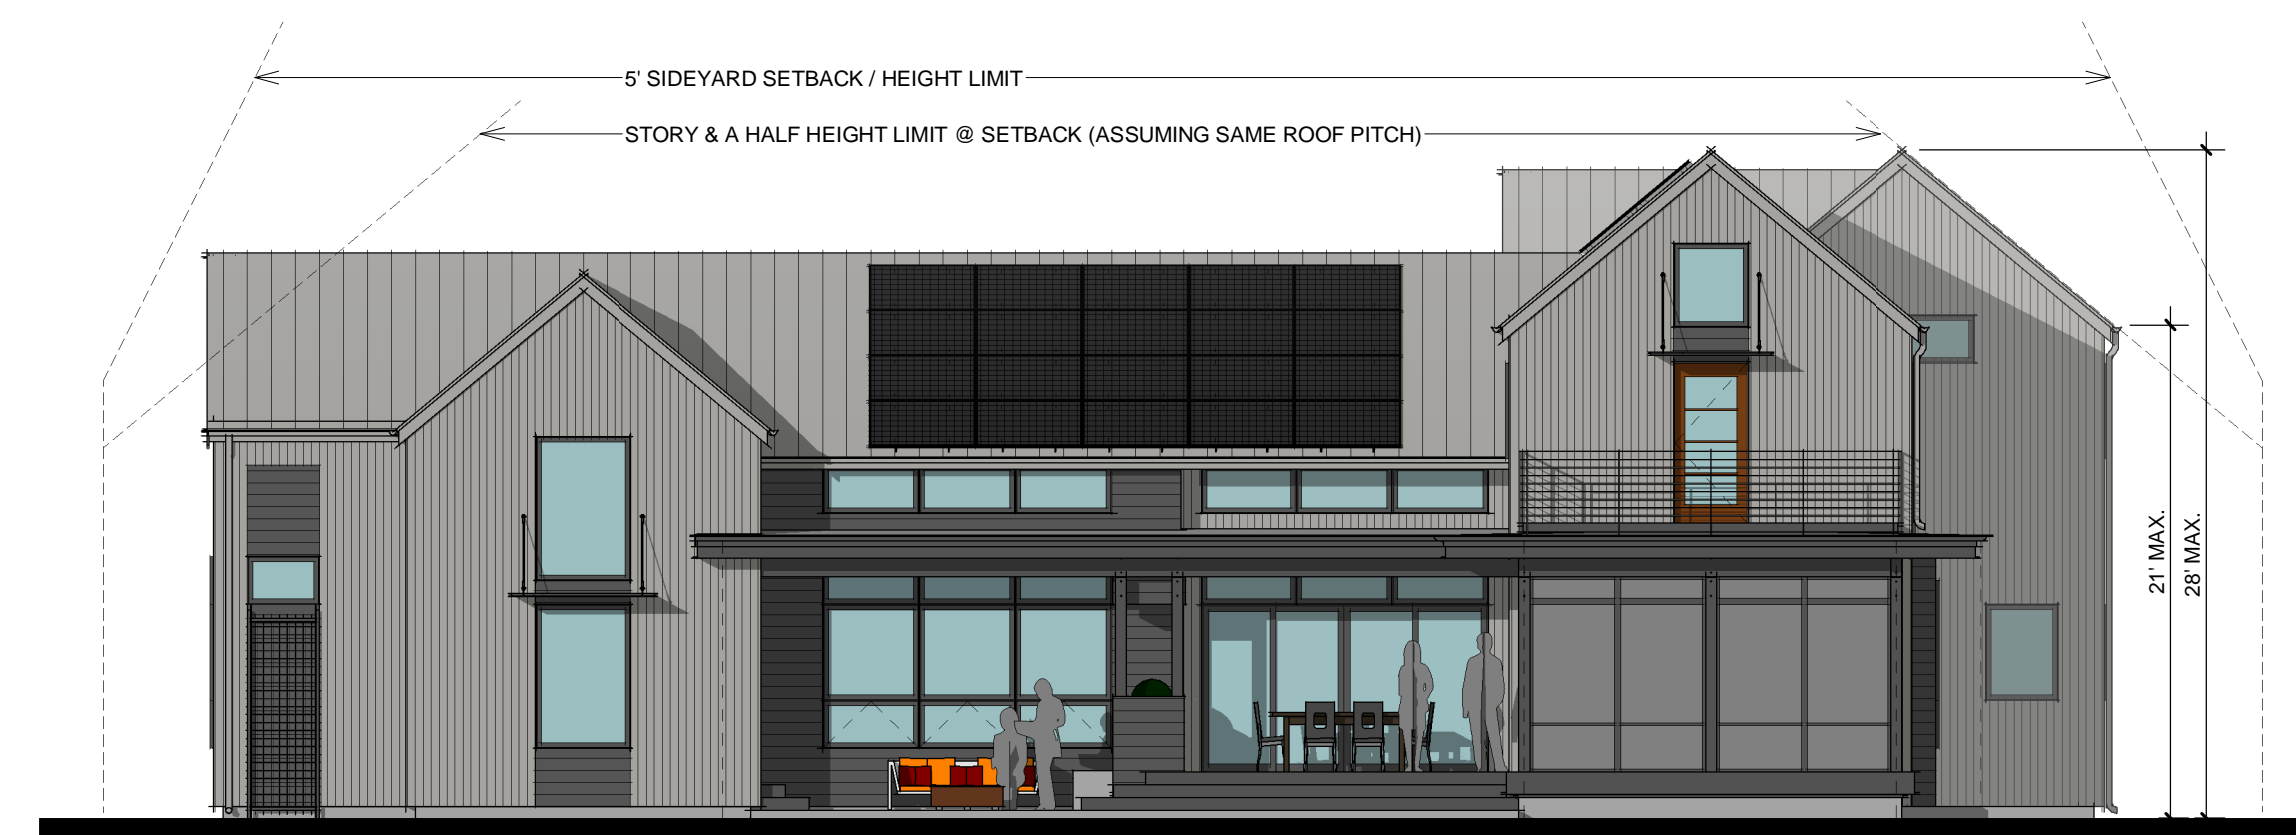 5' SIDEYARD SETBACK / HEIGHT LIMIT
STORY & A HALF HEIGHT LIMIT @ SETBACK (ASSUMING SAME ROOF PITCH)
21' MAX.
28' MAX.